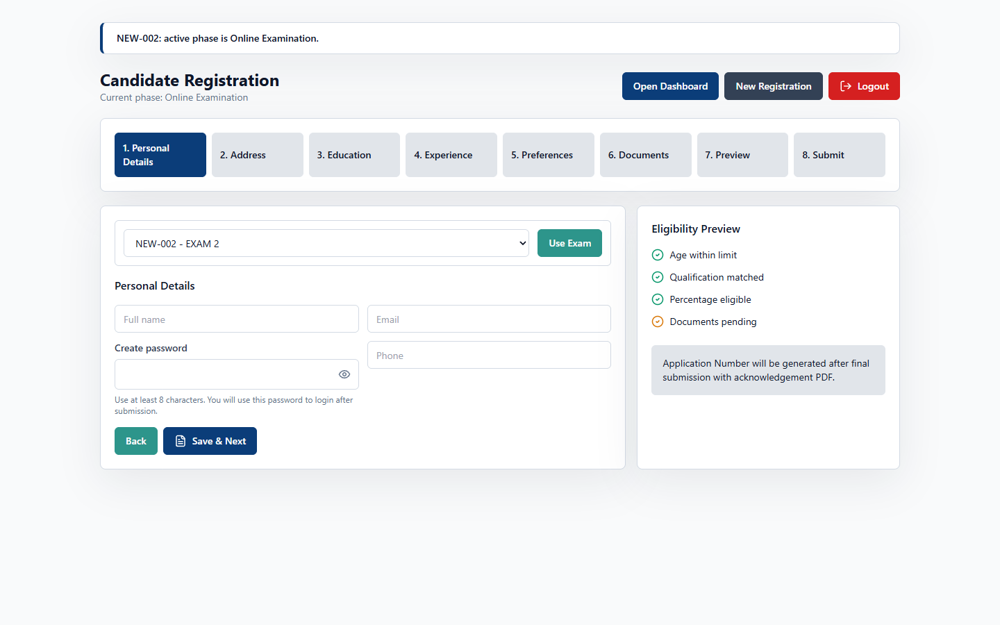 NEW-002: active phase is Online Examination.
Candidate Registration
Current phase: Online Examination
Open Dashboard
New Registration
Logout
1. Personal
Details
2. Address
3. Education
4. Experience
5. Preferences
6. Documents
7. Preview
8. Submit
NEW-002 - EXAM 2
Use Exam
Personal Details
Full name
Email
Create password
Phone
Use at least 8 characters. You will use this password to login after
submission.
Back
Save & Next
Eligibility Preview
Age within limit
Qualification matched
Percentage eligible
Documents pending
Application Number will be generated after final
submission with acknowledgement PDF.